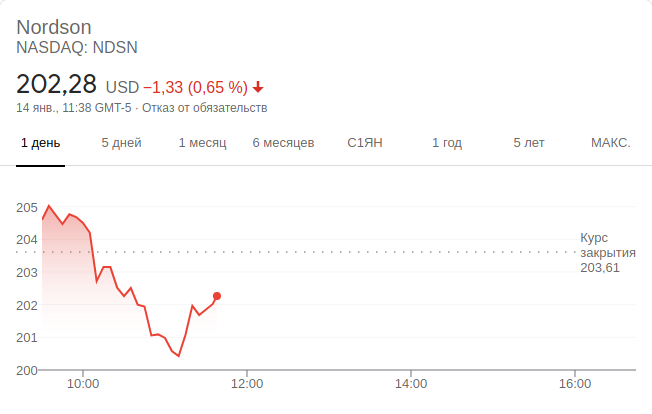 Nordson
NASDAQ: NDSN
202,28 USD −1,33 (0,65 %)
14 янв., 11:38 GMT-5 · Отказ от обязательств
1 день 5 дней 1 месяц 6 месяцев С1ЯН 1 год 5 лет МАКС.
205
204
203
202
201
200
Курс
закрытия
203,61
10:00 12:00 14:00 16:00